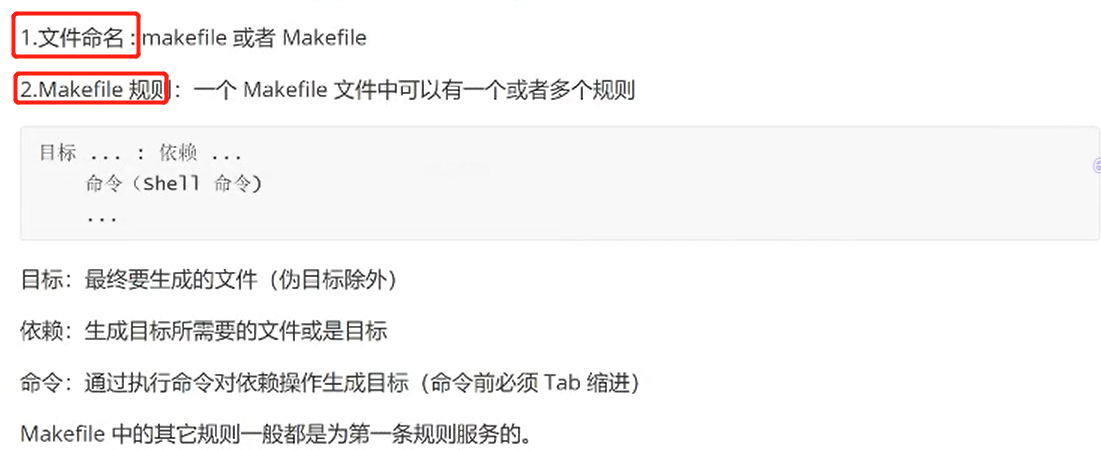 1.文件命名：makefile 或者 Makefile
2.Makefile 规则：一个 Makefile 文件中可以有一个或者多个规则
目标 ... : 依赖 ...
命令（Shell 命令)
...
目标：最终要生成的文件（伪目标除外）
依赖：生成目标所需要的文件或是目标
命令：通过执行命令对依赖操作生成目标（命令前必须 Tab 缩进）
Makefile 中的其它规则一般都是为第一条规则服务的。